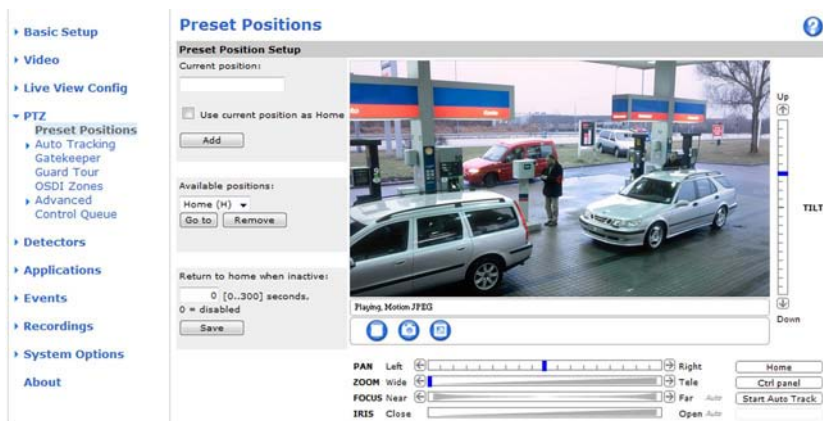 Basic Setup
Video
Live View Config
PTZ
Preset Positions
Auto Tracking
Gatekeeper
Guard Tour
OSDI Zones
Advanced
Control Queue
Detectors
Applications
Events
Recordings
System Options
About
Preset Positions
?
Preset Position Setup
Current position:
Use current position as Home
Add
Available positions:
Home (H)
Go to Remove
Return to home when inactive:
0 [0..300] seconds,
0 = disabled
Save
Playing, Motion JPEG
Up
TILT
Down
PAN Left Right Home
ZOOM Wide Tele Ctrl panel
FOCUS Near Far Auto Start Auto Track
IRIS Close Open Auto